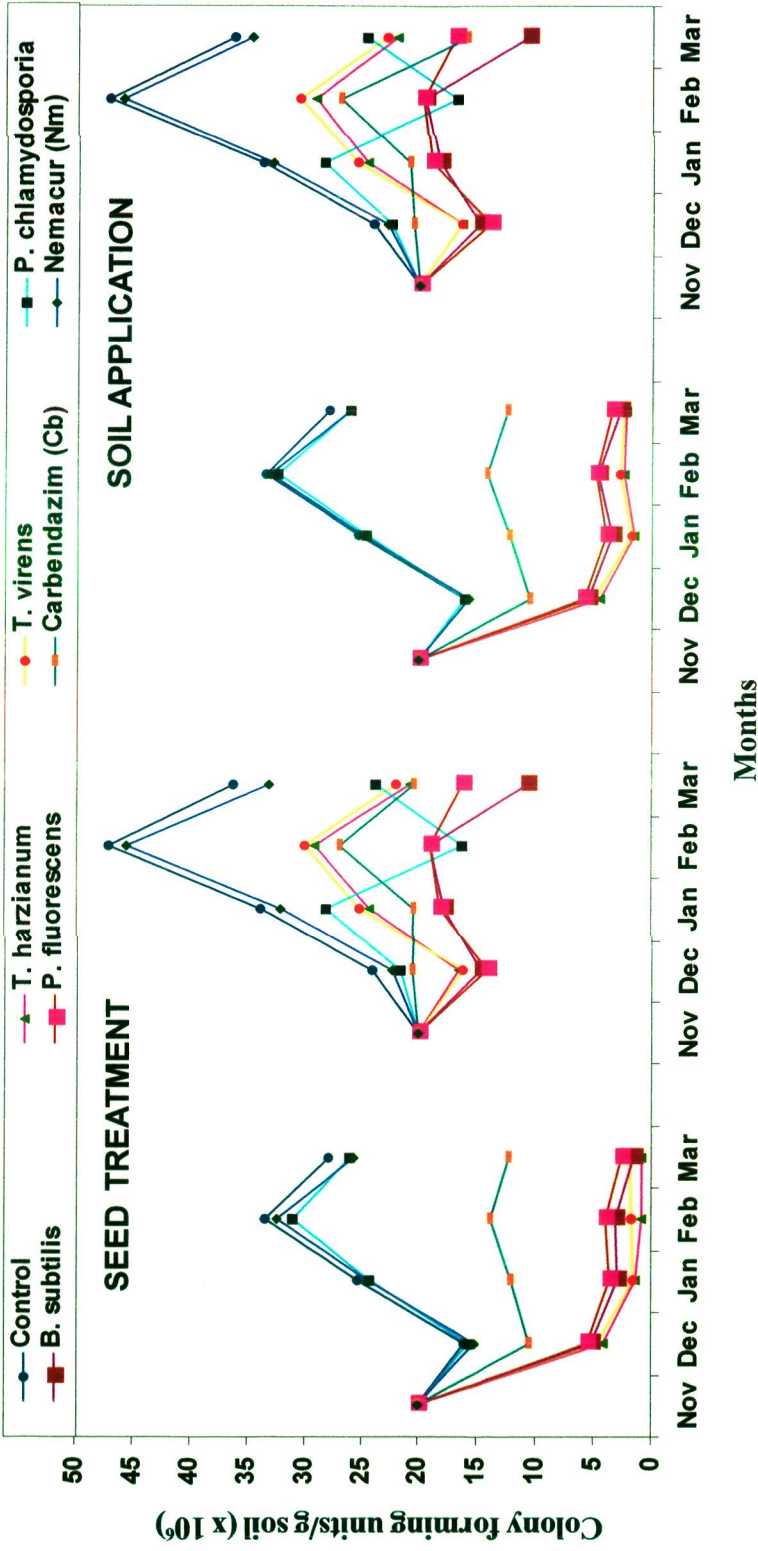 Control
T. harzianum
T. virens
P. chlamydosporia
B. subtilis
P. fluorescens
Carbendazim (Cb)
Nemacur (Nm)
SEED TREATMENT
SOIL APPLICATION
Colony forming units/g soil (x 10⁶)
50
45
40
35
30
25
20
15
10
5
0
Nov Dec Jan Feb Mar
Nov Dec Jan Feb Mar
Nov Dec Jan Feb Mar
Nov Dec Jan Feb Mar
Months